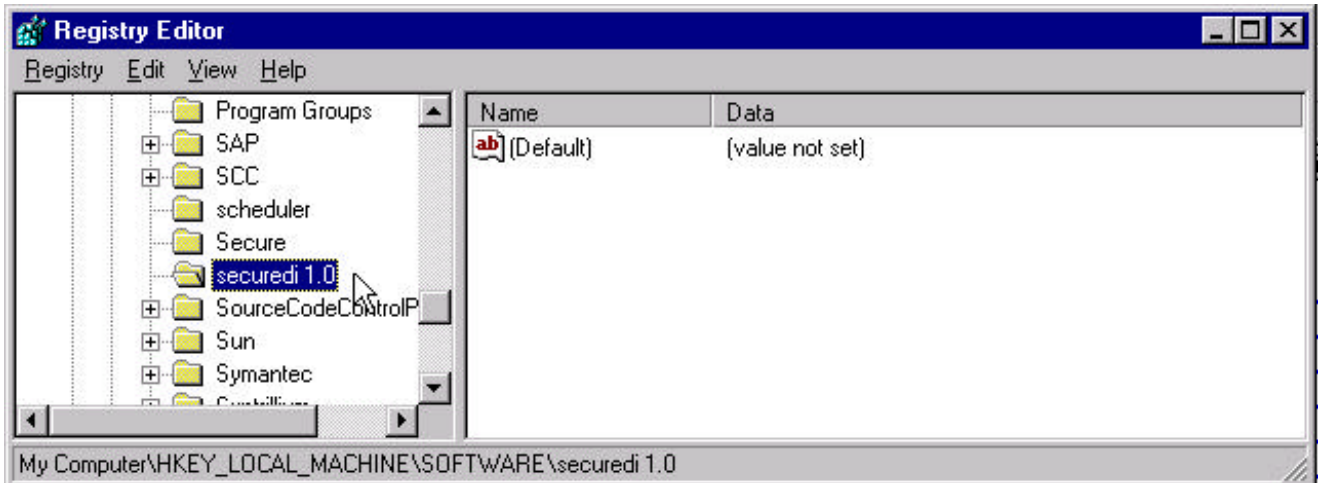 Registry Editor
Registry Edit View Help
Program Groups
SAP
SCC
scheduler
Secure
securedi 1.0
SourceCodeControlP
Sun
Symantec
Name Data
ab (Default) (value not set)
My Computer\HKEY_LOCAL_MACHINE\SOFTWARE\securedi 1.0